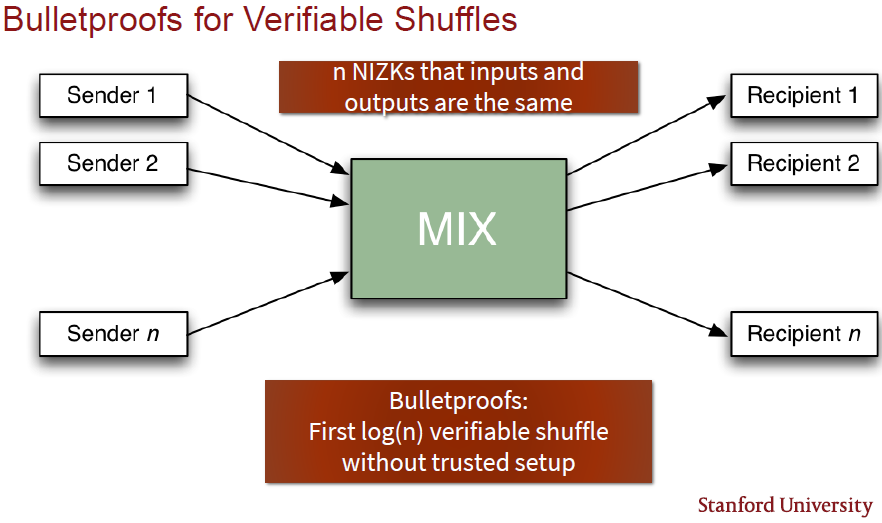 Bulletproofs for Verifiable Shuffles
n NIZKs that inputs and
outputs are the same
Sender 1
Sender 2
Sender n
MIX
Recipient 1
Recipient 2
Recipient n
Bulletproofs:
First log(n) verifiable shuffle
without trusted setup
Stanford University